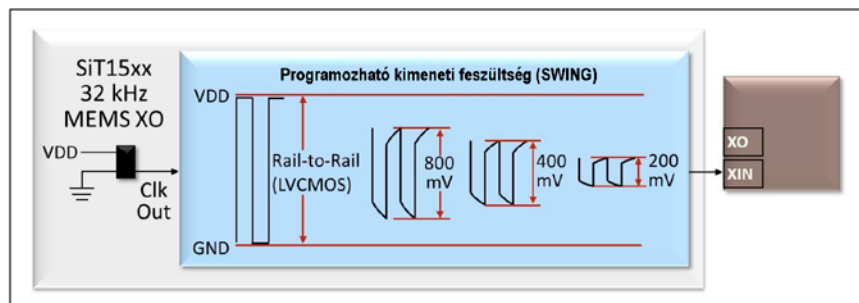 SiT15xx
32 kHz
MEMS XO
VDD
Clk
Out
Programozható kimeneti feszültség (SWING)
VDD
Rail-to-Rail
(LVCMOS)
GND
800
mV
400
mV
200
mV
XO
XIN